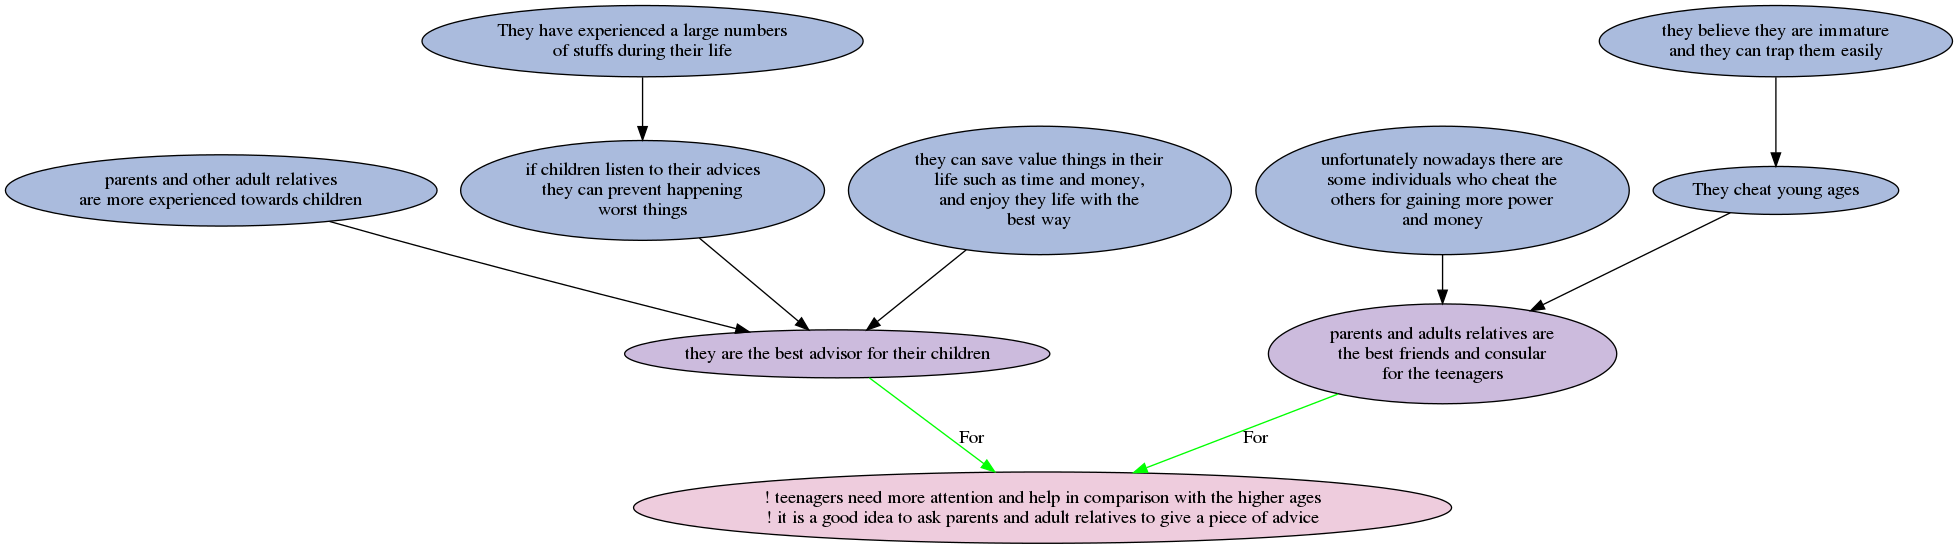 They have experienced a large numbers
of stuffs during their life
they believe they are immature
and they can trap them easily
parents and other adult relatives
are more experienced towards children
if children listen to their advices
they can prevent happening
worst things
they can save value things in their
life such as time and money,
and enjoy they life with the
best way
unfortunately nowadays there are
some individuals who cheat the
others for gaining more power
and money
They cheat young ages
they are the best advisor for their children
parents and adults relatives are
the best friends and consular
for the teenagers
For
For
! teenagers need more attention and help in comparison with the higher ages
! it is a good idea to ask parents and adult relatives to give a piece of advice